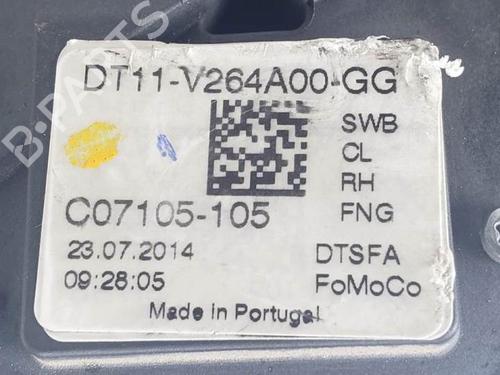 DT11-V264A00-GG
SWB
CL
RH
C07105-105 FNG
23.07.2014 DTSFA
09:28:05 FoMoCo
Made in Portugal
B-PARTS